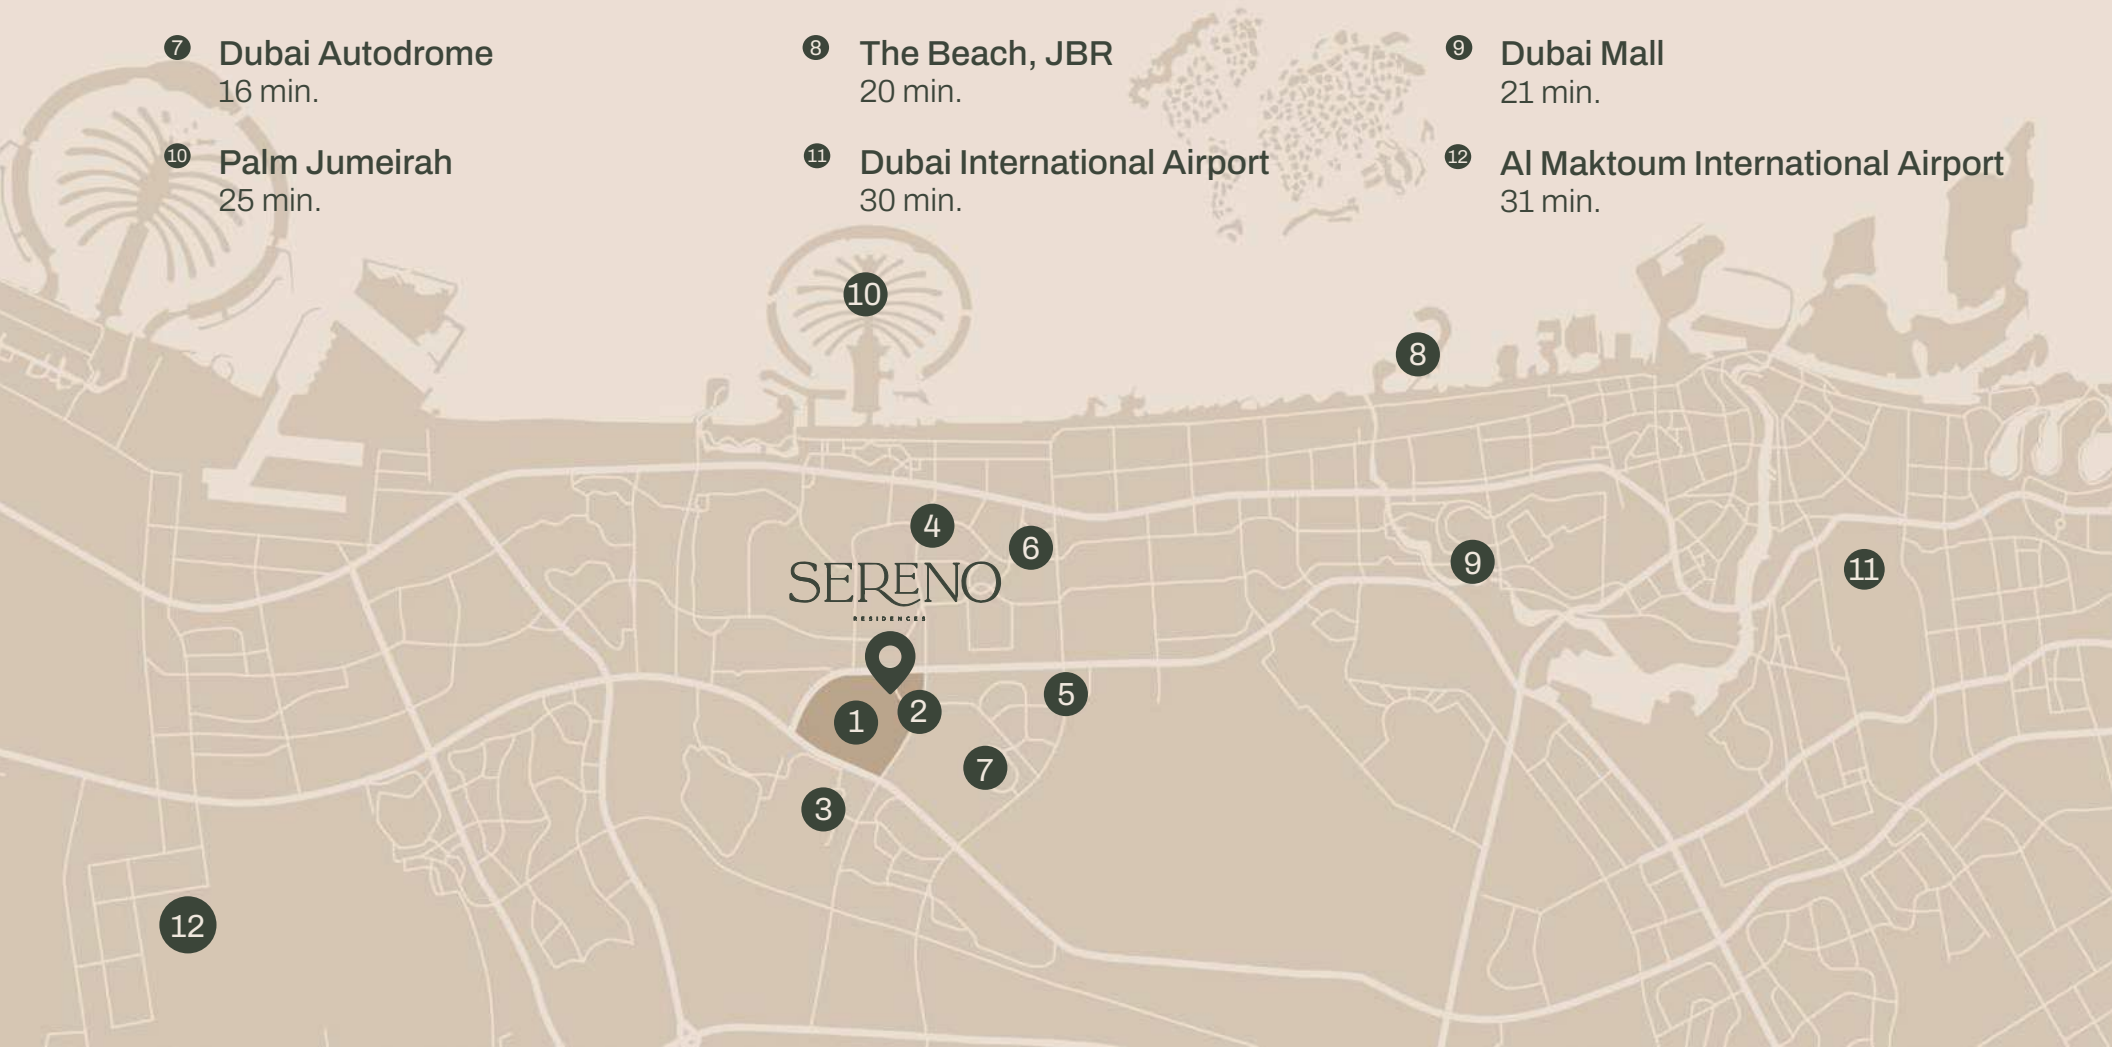 7 Dubai Autodrome
16 min.
8 The Beach, JBR
20 min.
9 Dubai Mall
21 min.
10 Palm Jumeirah
25 min.
11 Dubai International Airport
30 min.
12 Al Maktoum International Airport
31 min.
10
8
4
6
9
11
SERENO
RESIDENCES
5
1
2
7
3
12